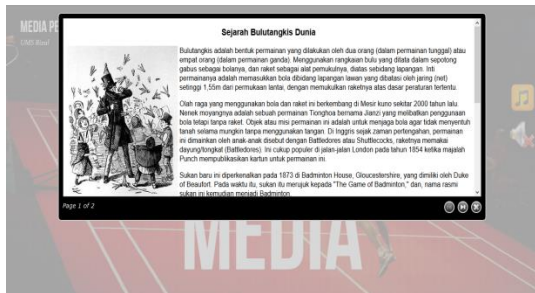 MEDIA PE
UMS Rimi
Sejarah Bulutangkis Dunia
Bulutangkis adalah bentuk permainan yang dilakukan oleh dua orang (dalam permainan tunggal) atau
empat orang (dalam permainan ganda). Menggunakan rangkaian bulu yang ditata dalam sepotong
gabus sebagai bolanya, dan raket sebagai alat pemukulnya, diatas sebidang lapangan. Inti
permainanya adalah memasukkan bola dibidang lapangan lawan yang dibatasi oleh jaring (net)
setinggi 1,55m dari permukaan lantai, dengan memukulkan raketnya atas dasar peraturan tertentu.
Olah raga yang menggunakan bola dan raket ini berkembang di Mesir kuno sekitar 2000 tahun lalu.
Nenek moyangnya adalah sebuah permainan Tionghoa bernama Jianzi yang melibatkan penggunaan
bola tetapi tanpa raket. Objek atau misi permainan ini adalah untuk menjaga bola agar tidak menyentuh
tanah selama mungkin tanpa menggunakan tangan. Di Inggris sejak zaman pertengahan, permainan
ini dimainkan oleh anak-anak disebut dengan Battledores atau Shuttlecocks, raketnya memakai
dayung/tongkat (Battledores). Ini cukup populer di jalan-jalan London pada tahun 1854 ketika majalah
Punch mempublikasikan kartun untuk permainan ini.
Sukan baru ini diperkenalkan pada 1873 di Badminton House, Gloucestershire, yang dimiliki oleh Duke
of Beaufort. Pada waktu itu, sukan itu merujuk kepada "The Game of Badminton," dan, nama rasmi
sukan ini kemudian menjadi Badminton.
Page 1 of 2
MEDIA